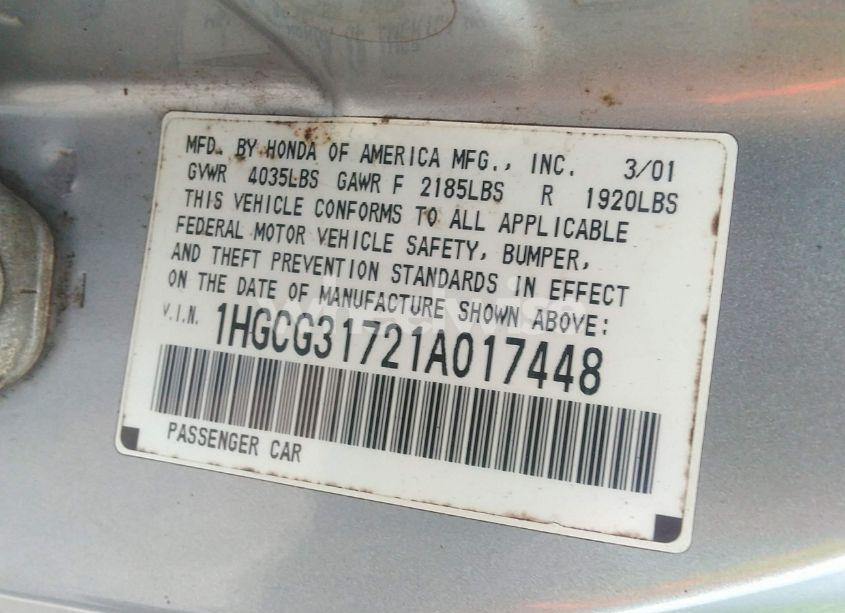 MFD. BY HONDA OF AMERICA MFG., INC. 3/01
GVWR 4035LBS GAWR F 2185LBS R 1920LBS
THIS VEHICLE CONFORMS TO ALL APPLICABLE
FEDERAL MOTOR VEHICLE SAFETY, BUMPER,
AND THEFT PREVENTION STANDARDS IN EFFECT
ON THE DATE OF MANUFACTURE SHOWN ABOVE:
V.I.N. 1HGCG31721A017448
PASSENGER CAR